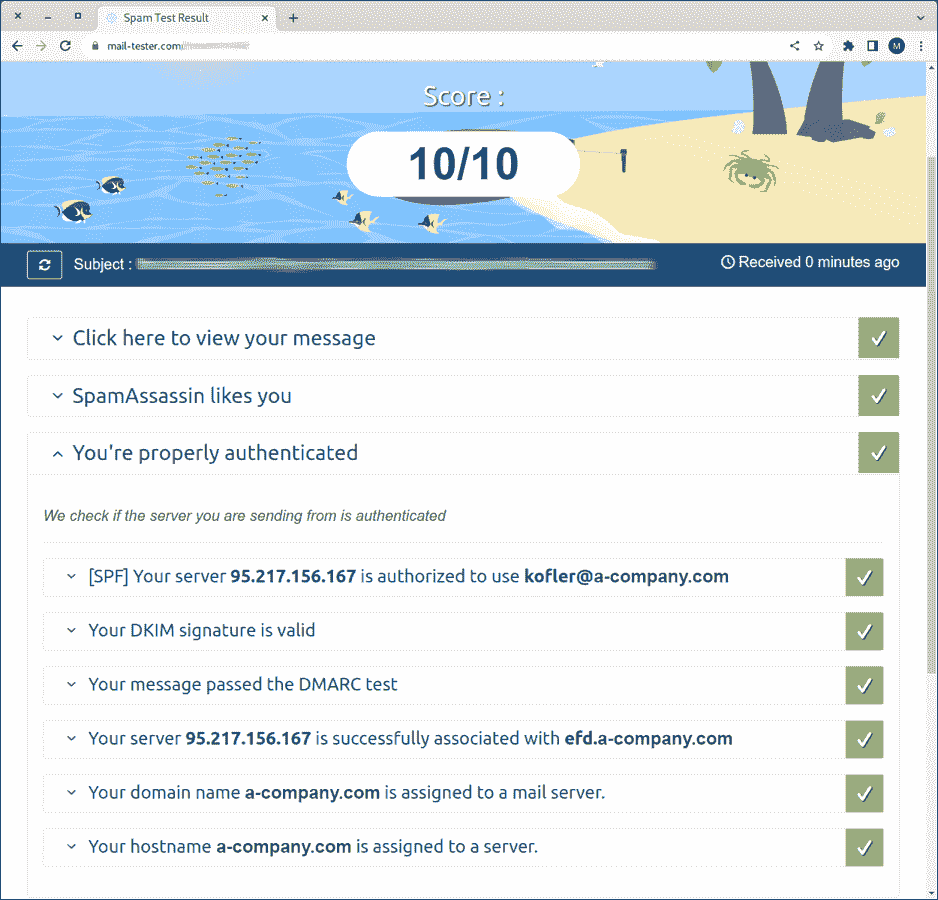 Spam Test Result
mail-tester.com/
M
Score :
10/10
Subject :
Received 0 minutes ago
Click here to view your message
SpamAssassin likes you
You're properly authenticated
We check if the server you are sending from is authenticated
[SPF] Your server 95.217.156.167 is authorized to use kofler@a-company.com
Your DKIM signature is valid
Your message passed the DMARC test
Your server 95.217.156.167 is successfully associated with efd.a-company.com
Your domain name a-company.com is assigned to a mail server.
Your hostname a-company.com is assigned to a server.